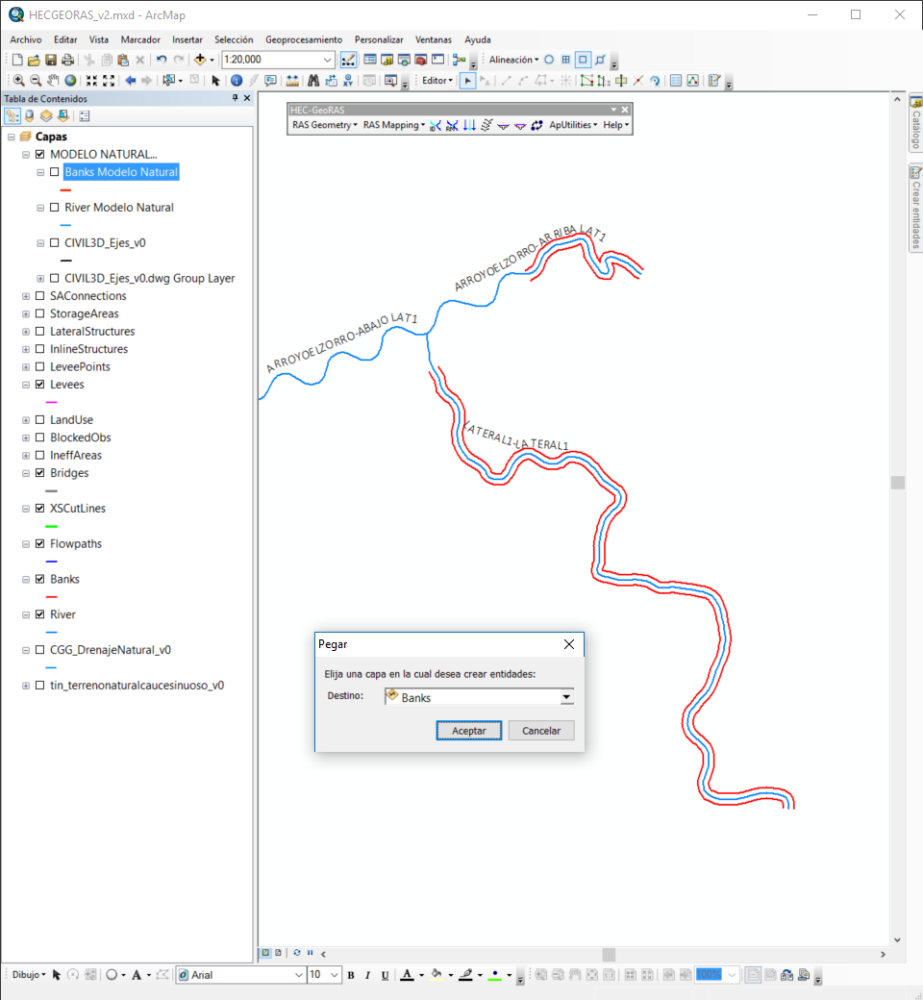 HECGEORAS_v2.mxd - ArcMap
Archivo Editar Vista Marcador Insertar Selección Geoprocesamiento Personalizar Ventanas Ayuda
1:20,000 Alineación
Editor
Tabla de Contenidos
Capas
MODELO NATURAL...
Banks Modelo Natural
River Modelo Natural
CIVIL3D_Ejes_v0
CIVIL3D_Ejes_v0.dwg Group Layer
SAConnections
StorageAreas
LateralStructures
InlineStructures
LeveePoints
Levees
LandUse
BlockedObs
IneffAreas
Bridges
XSCutLines
Flowpaths
Banks
River
CGG_DrenajeNatural_v0
tin_terrenonaturalcaucesinuoso_v0
HEC-GeoRAS
RAS Geometry RAS Mapping ApUtilities Help
ARROYOELZORRO-ARRIBA LAT1
ARROYOELZORRO-ABAJO LAT1
LATERAL1-LATERAL1
Pegar
Elija una capa en la cual desea crear entidades:
Destino: Banks
Aceptar Cancelar
Catálogo
Crear entidades
Dibujo A Arial 10 B I U A 100%